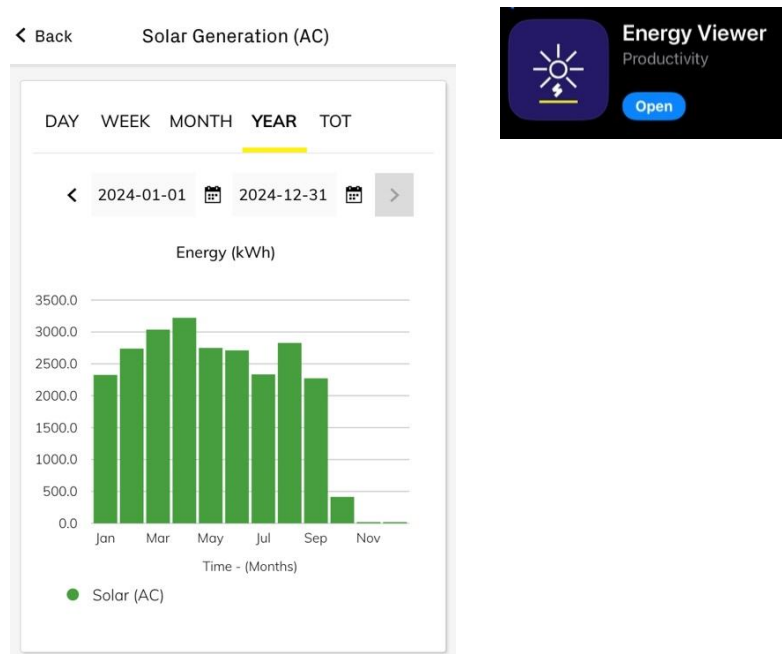 Back Solar Generation (AC)
DAY WEEK MONTH YEAR TOT
2024-01-01 2024-12-31
Energy (kWh)
3500.0
3000.0
2500.0
2000.0
1500.0
1000.0
500.0
0.0
Jan Mar May Jul Sep Nov
Time - (Months)
Solar (AC)
Energy Viewer
Productivity
Open